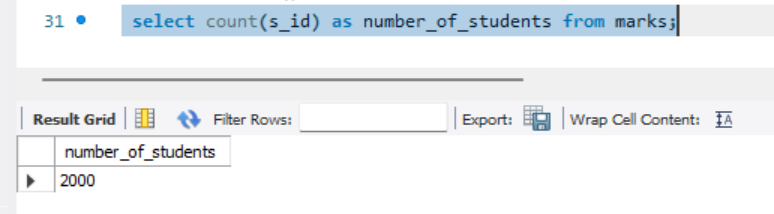 31 select count(s_id) as number_of_students from marks;
Result Grid Filter Rows: Export: Wrap Cell Content:
number_of_students
2000